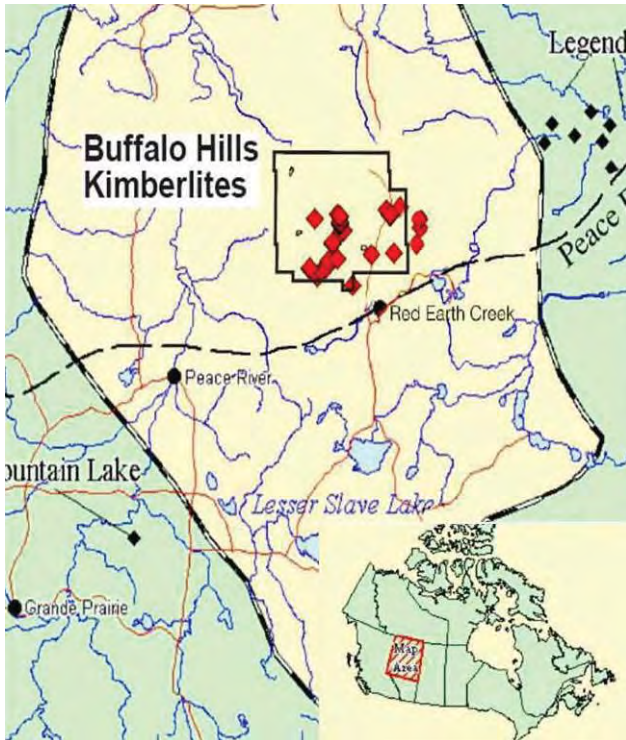 Legend
Buffalo Hills
Kimberlites
Peace
Red Earth Creek
Peace River
ountain Lake
Lesser Slave Lake
Grande Prairie
Map
Area